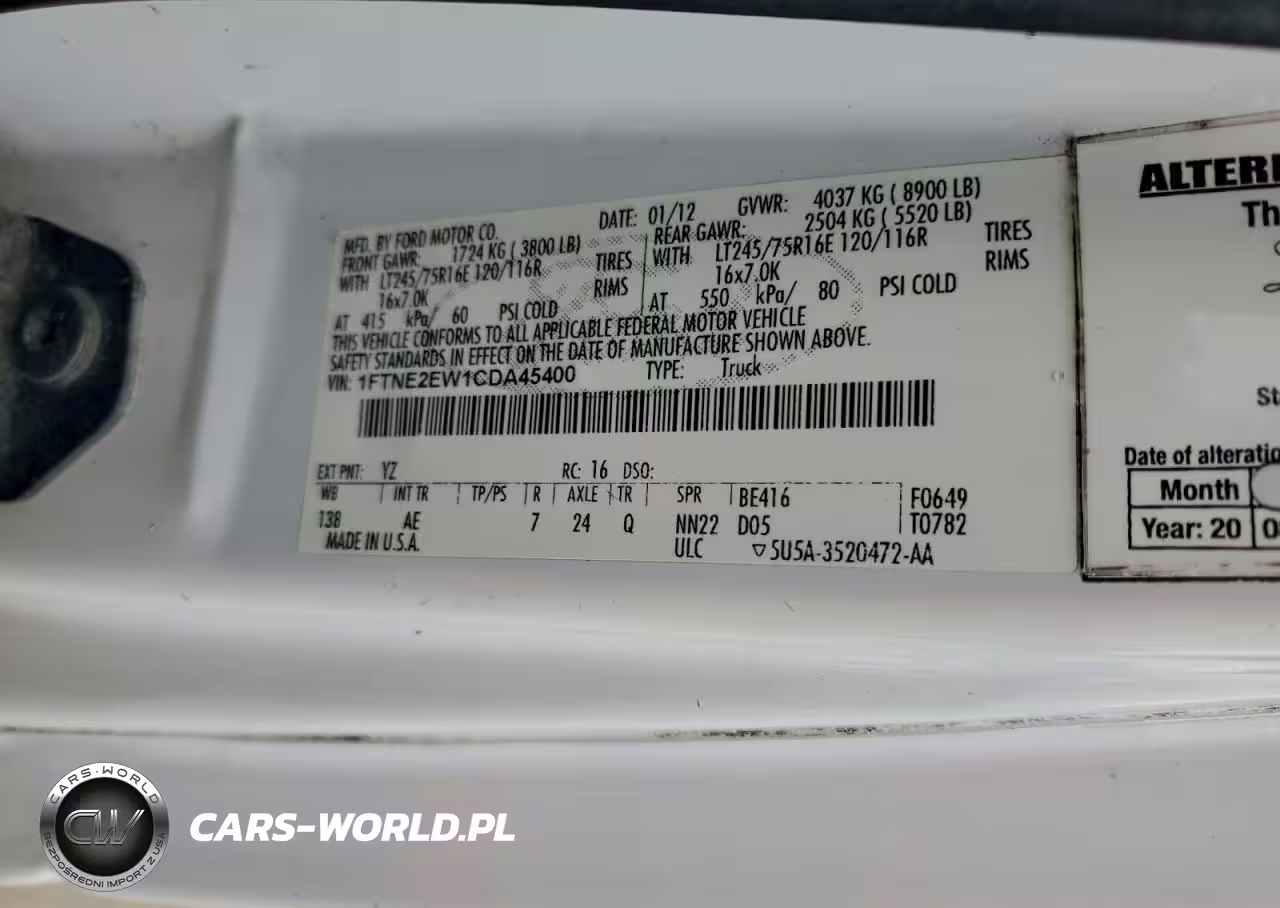 MFD. BY FORD MOTOR CO. DATE: 01/12 GVWR: 4037 KG ( 8900 LB)
FRONT GAWR: 1724 KG ( 3800 LB) REAR GAWR: 2504 KG ( 5520 LB)
WITH LT245/75R16E 120/116R TIRES WITH LT245/75R16E 120/116R TIRES
16x7.0K RIMS 16x7.0K RIMS
AT 415 kPa/ 60 PSI COLD AT 550 kPa/ 80 PSI COLD
THIS VEHICLE CONFORMS TO ALL APPLICABLE FEDERAL MOTOR VEHICLE
SAFETY STANDARDS IN EFFECT ON THE DATE OF MANUFACTURE SHOWN ABOVE.
VIN: 1FTNE2EW1CDA45400 TYPE: Truck
EXT PNT: YZ RC: 16 DSO:
WB INT TR TP/PS R AXLE TR SPR BE416 F0649
138 AE 7 24 Q NN22 D05 T0782
MADE IN U.S.A. ULC 5U5A-3520472-AA
ALTER
Th
St
Date of alteratio
Month
Year: 20 0
CARS-WORLD
CW
BEZPOŚREDNI IMPORT Z USA
CARS-WORLD.PL